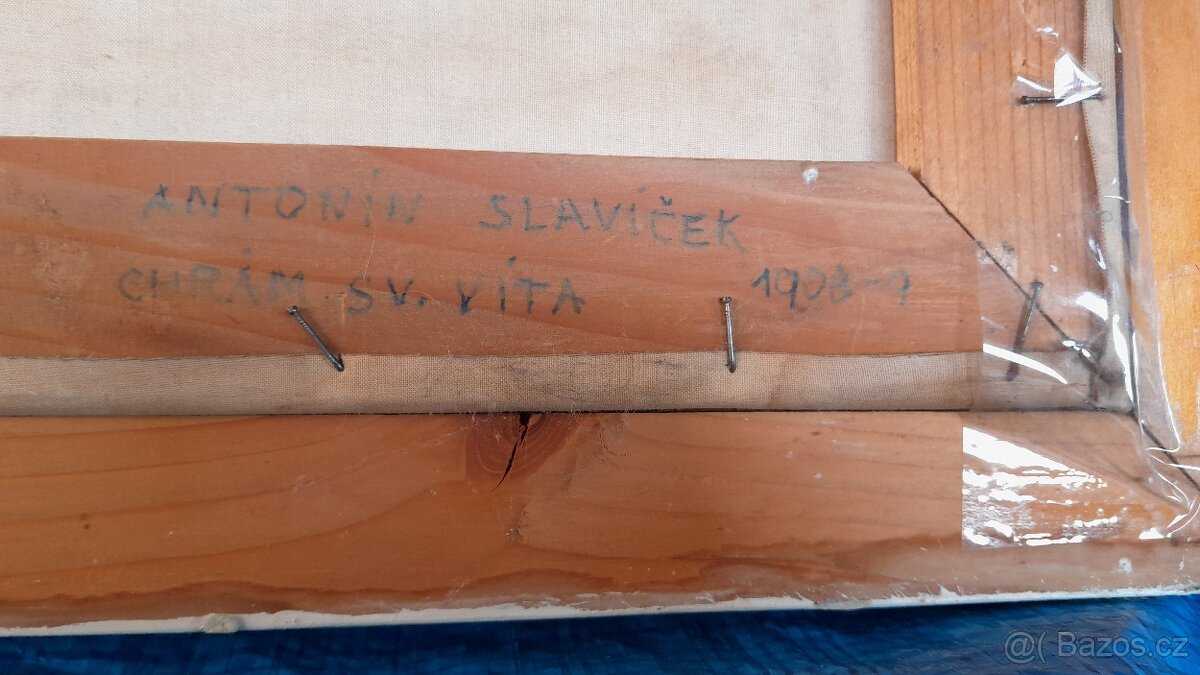 ANTONÍN SLAVÍČEK
CHRÁM SV. VÍTA 1908-9
@( Bazos.cz